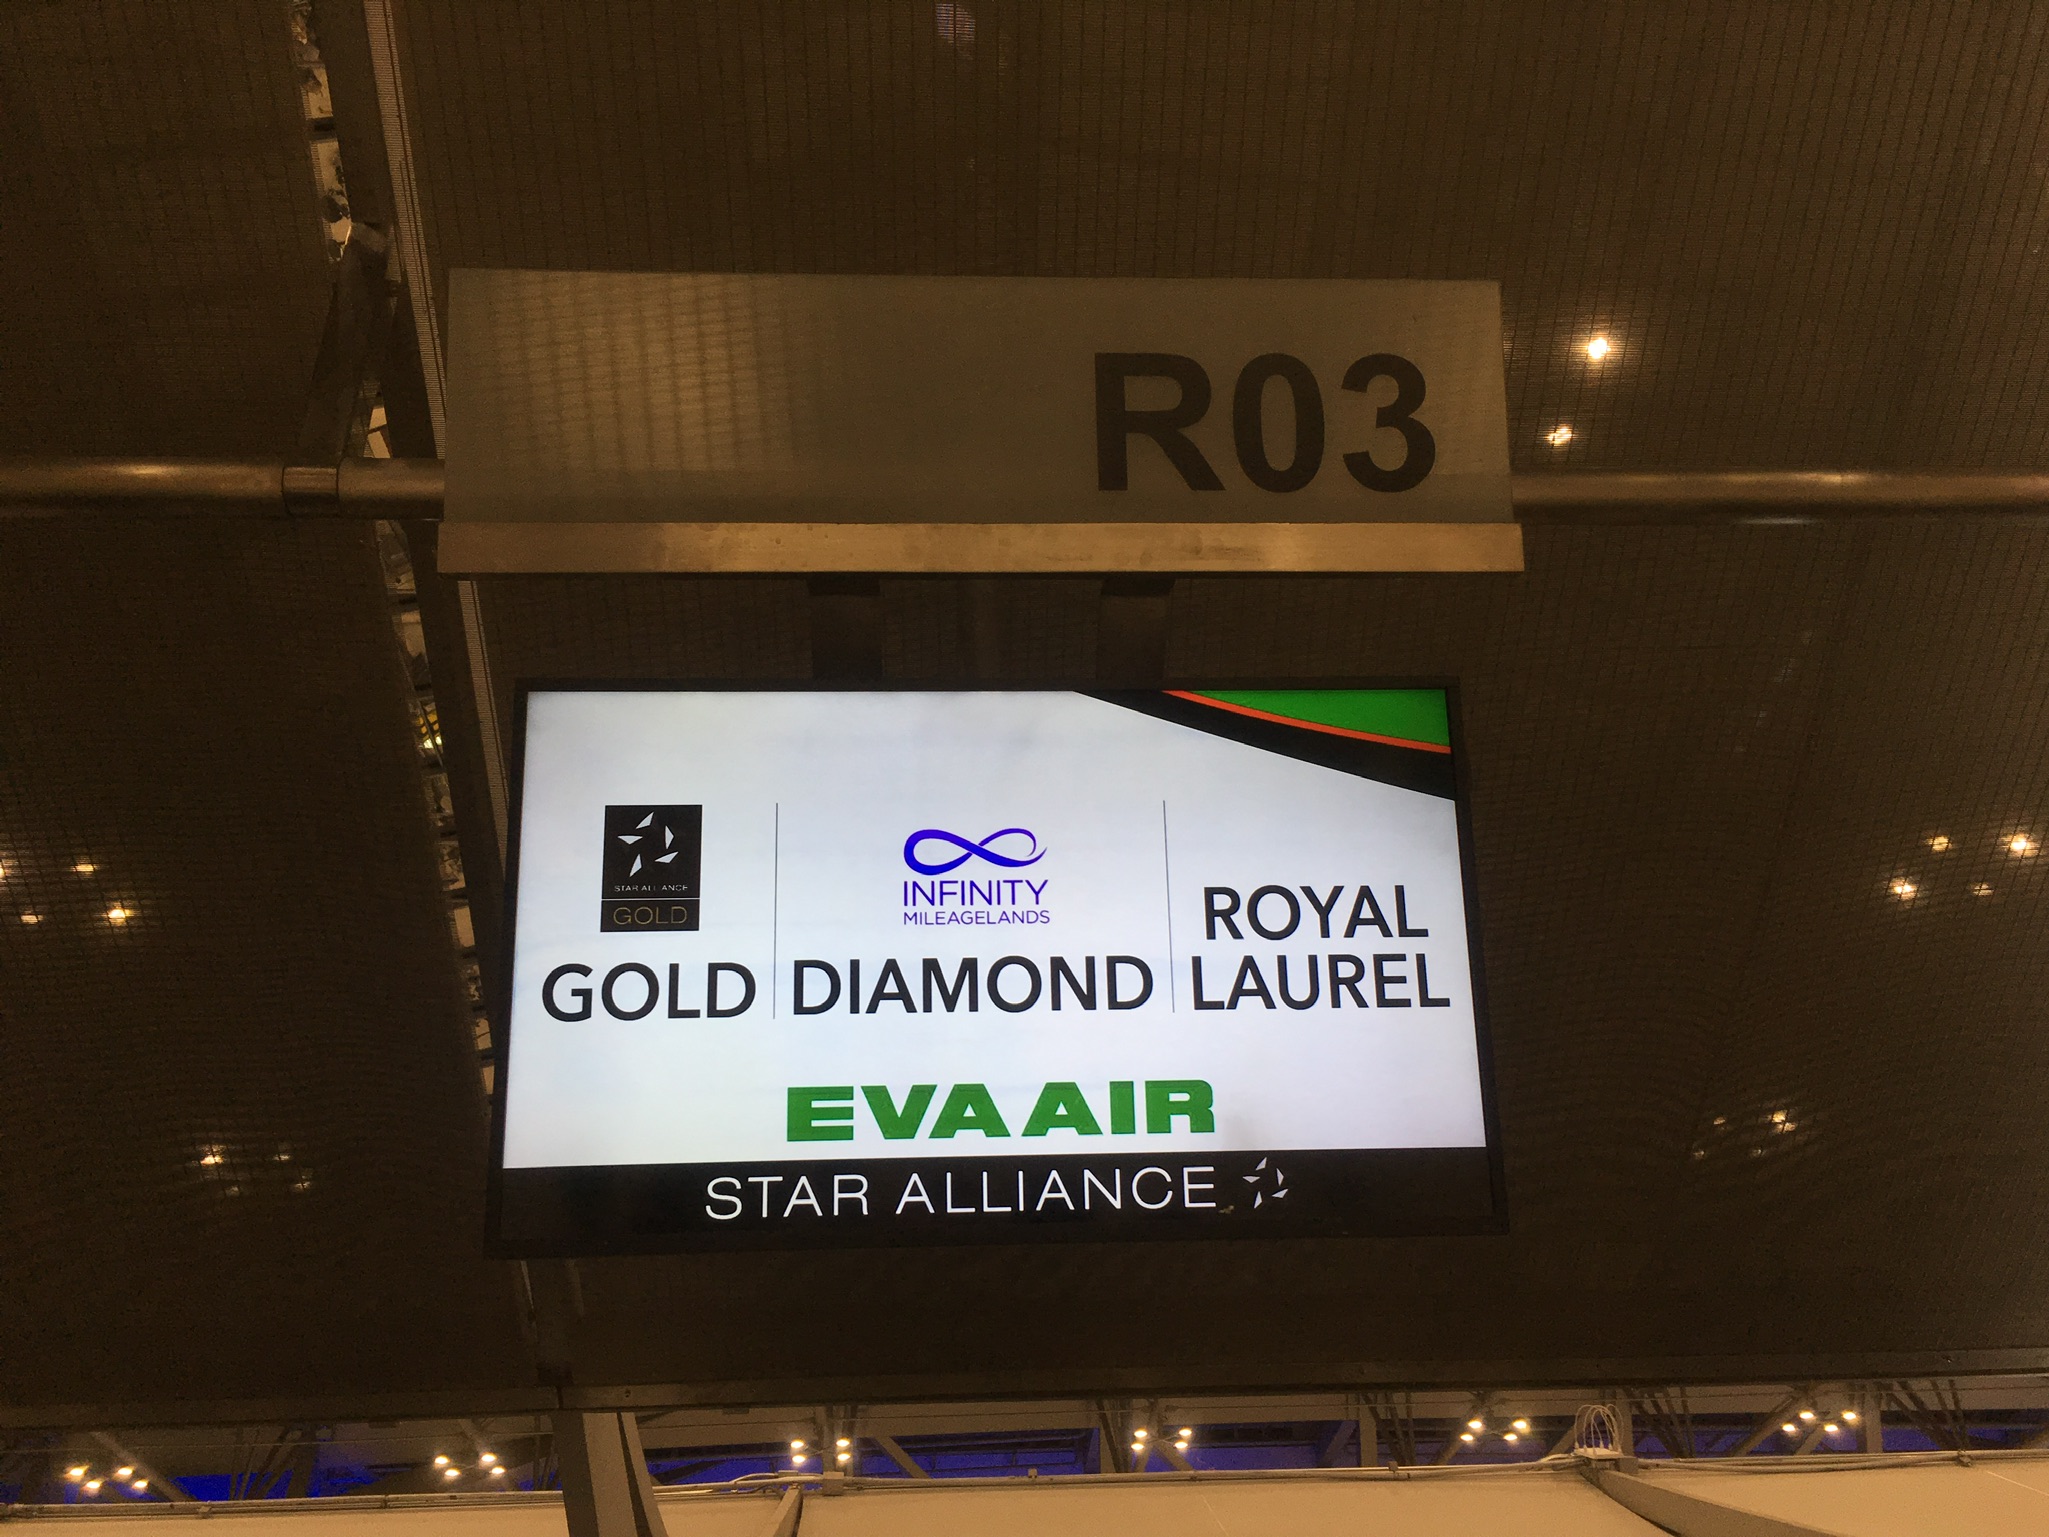 R03
STAR ALLIANCE
GOLD
GOLD
INFINITY
MILEAGELANDS
DIAMOND
ROYAL
LAUREL
EVA AIR
STAR ALLIANCE